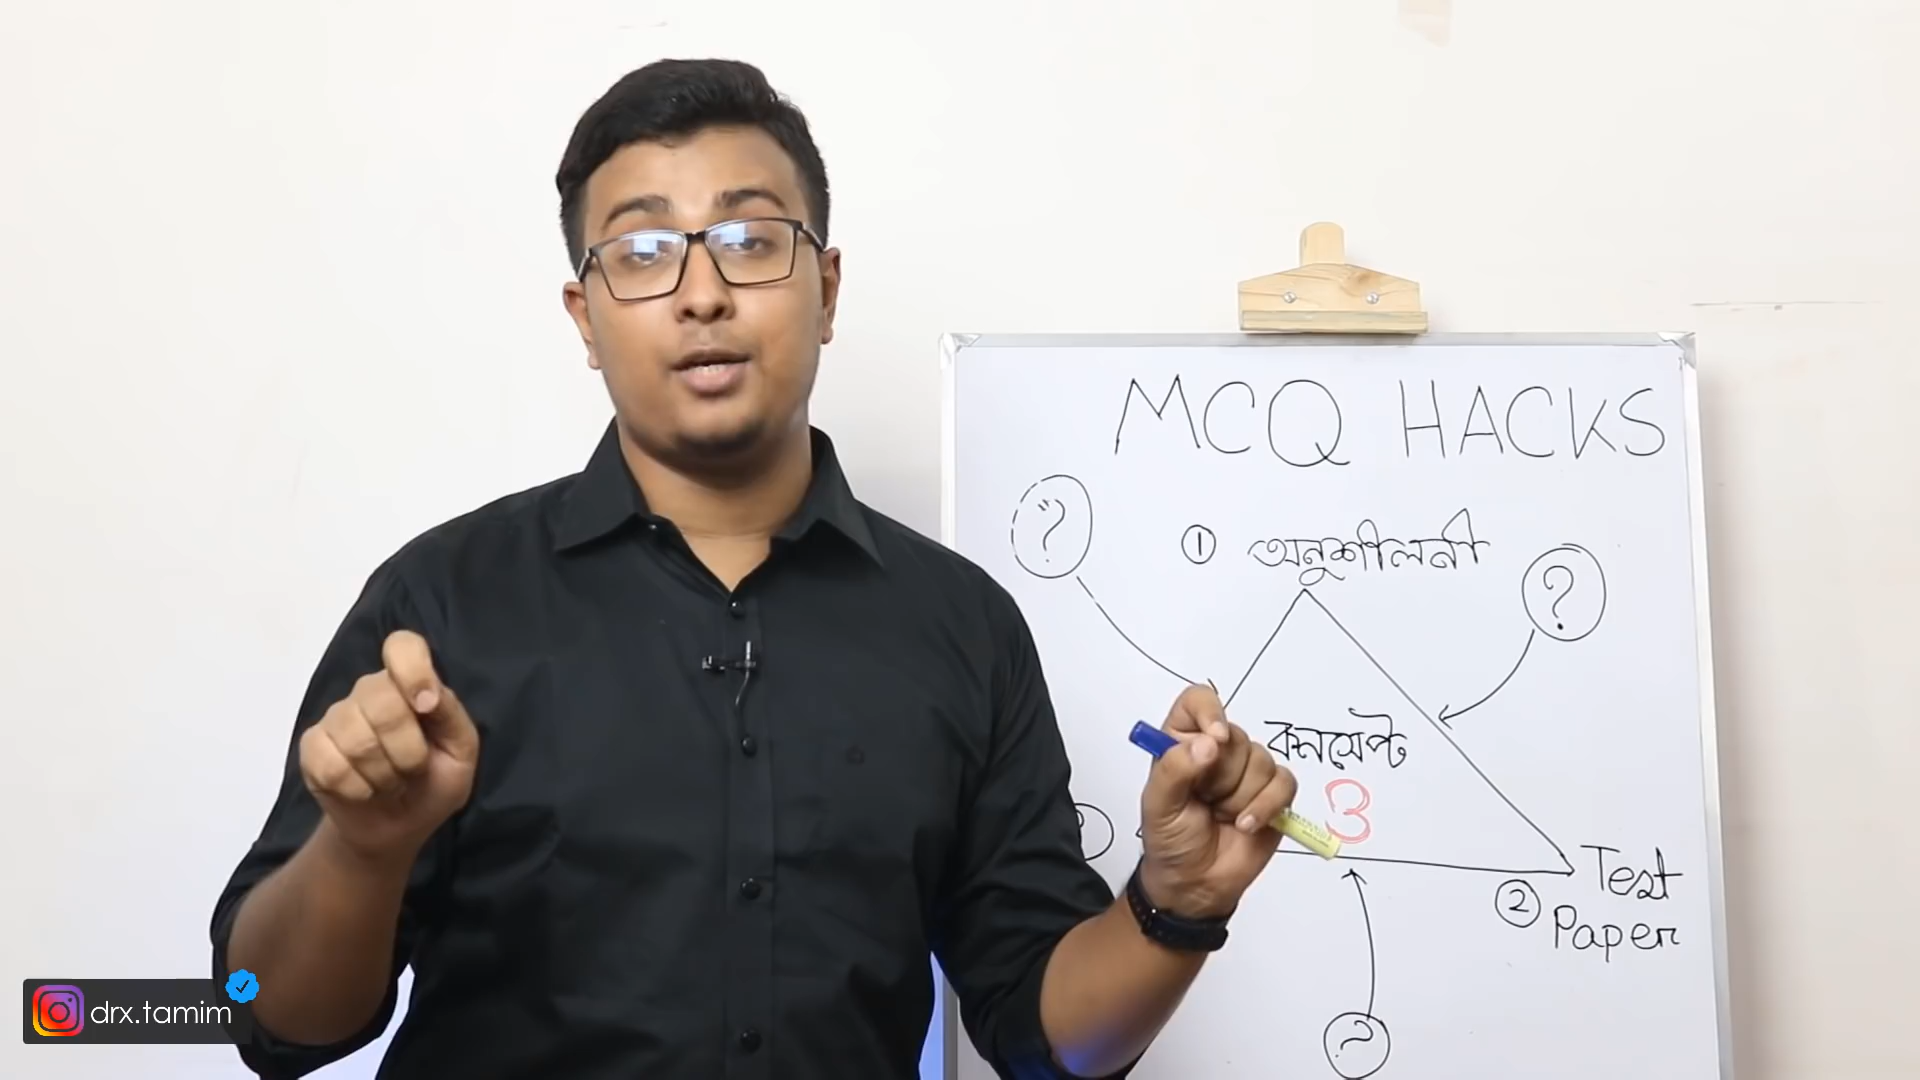 MCQ HACKS
?
① অনুশীলনী
?
কনসেপ্ট
3
Test
② Paper
?
drx.tamim